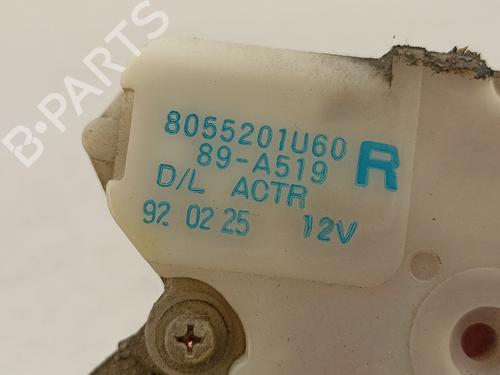 B-PARTS
8055201U60
89-A519 R
D/L ACTR
92 02 25 12V